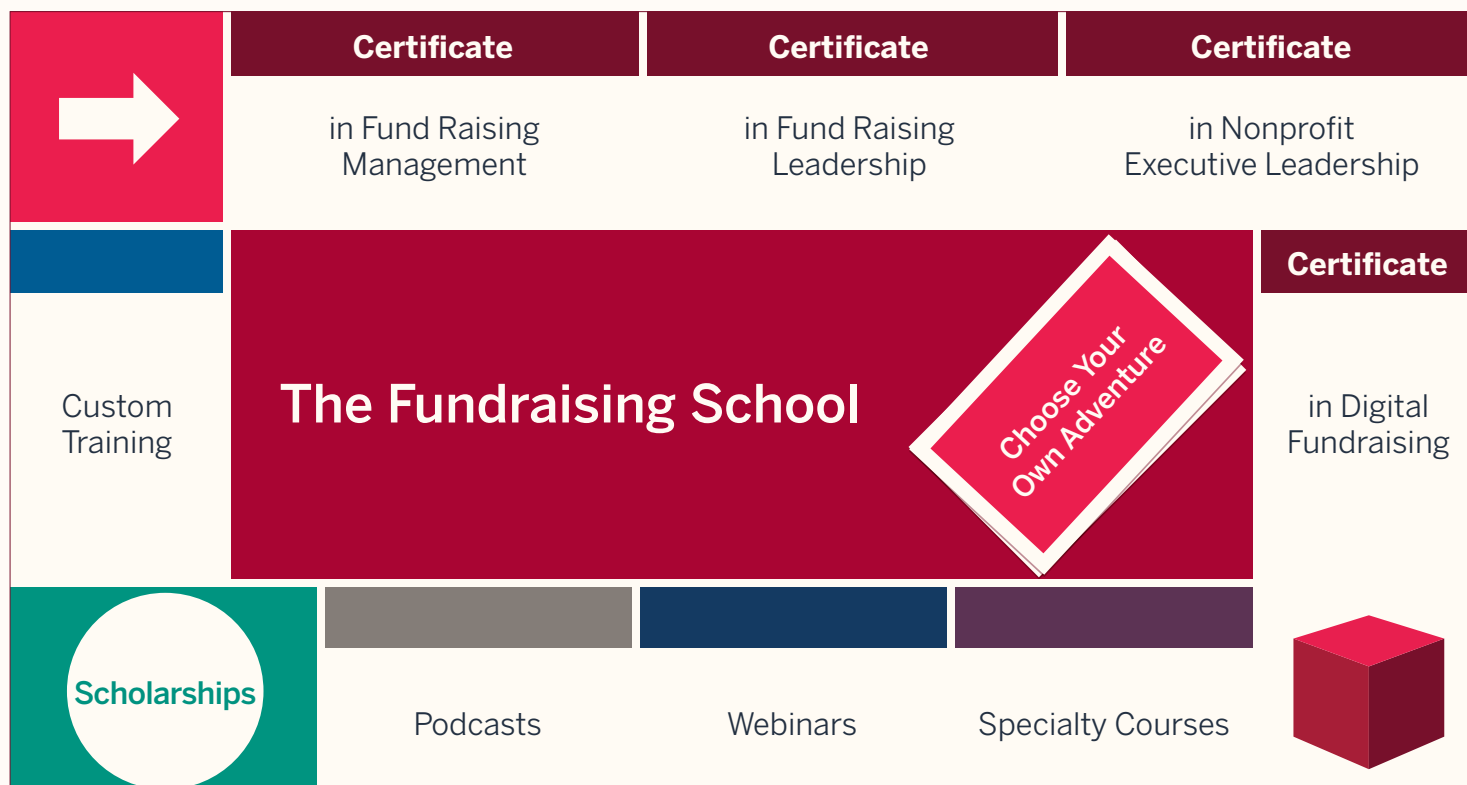 Certificate
in Fund Raising
Management
Certificate
in Fund Raising
Leadership
Certificate
in Nonprofit
Executive Leadership
Custom
Training
The Fundraising School
Choose Your
Own Adventure
Certificate
in Digital
Fundraising
Scholarships
Podcasts
Webinars
Specialty Courses